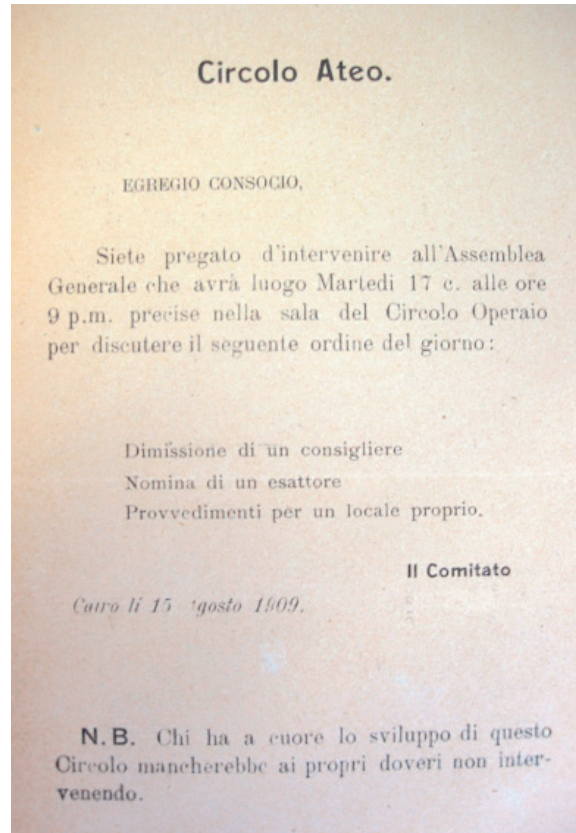 Circolo Ateo.
EGREGIO CONSOCIO,
Siete pregato d'intervenire all'Assemblea
Generale che avrà luogo Martedi 17 c. alle ore
9 p.m. precise nella sala del Circolo Operaio
per discutere il seguente ordine del giorno:
Dimissione di un consigliere
Nomina di un esattore
Provvedimenti per un locale proprio.
Il Comitato
Cairo li 15 agosto 1909.
N.B. Chi ha a cuore lo sviluppo di questo
Circolo mancherebbe ai propri doveri non inter-
venendo.